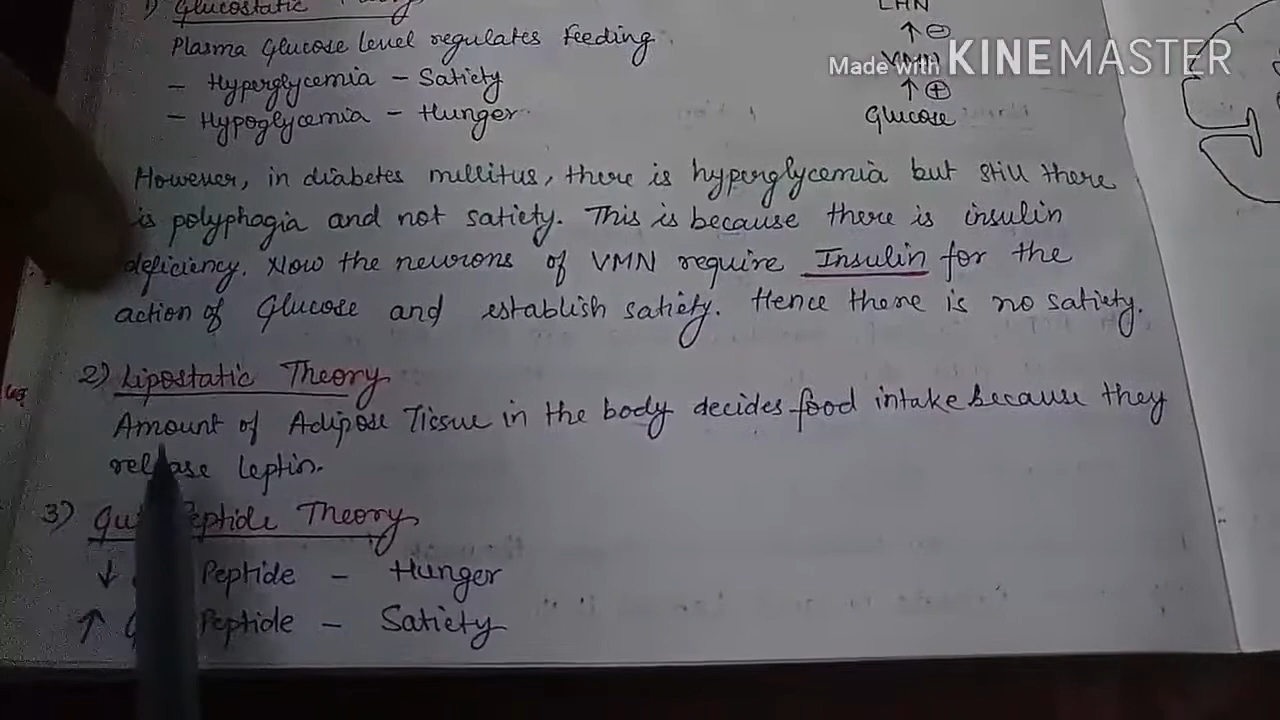 1) Glucostatic
Plasma Glucose level regulates feeding
- Hyperglycemia - Satiety
- Hypoglycemia - Hunger
LHN
↑ ⊖
VMN
↑ ⊕
Glucose
Made with KINEMASTER
However, in diabetes mellitus, there is hyperglycemia but still there
is polyphagia and not satiety. This is because there is insulin
deficiency. Now the neurons of VMN require Insulin for the
action of Glucose and establish satiety. Hence there is no satiety.
2) Lipostatic Theory
Amount of Adipose Tissue in the body decides food intake because they
release leptin.
3) Gut Peptide Theory
↓ Peptide - Hunger
↑ Peptide - Satiety